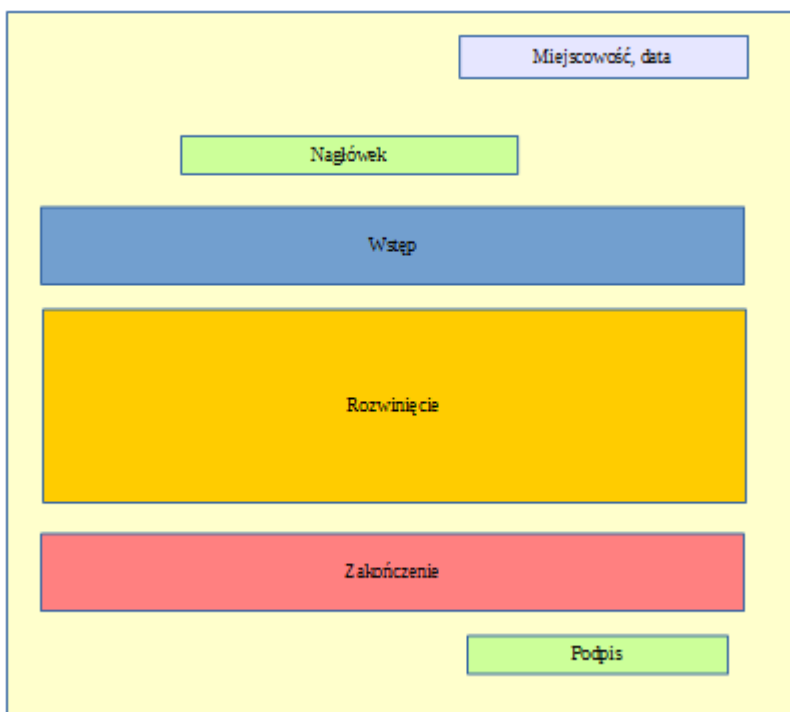 Miejscowość, data
Nagłówek
Wstęp
Rozwinięcie
Zakończenie
Podpis